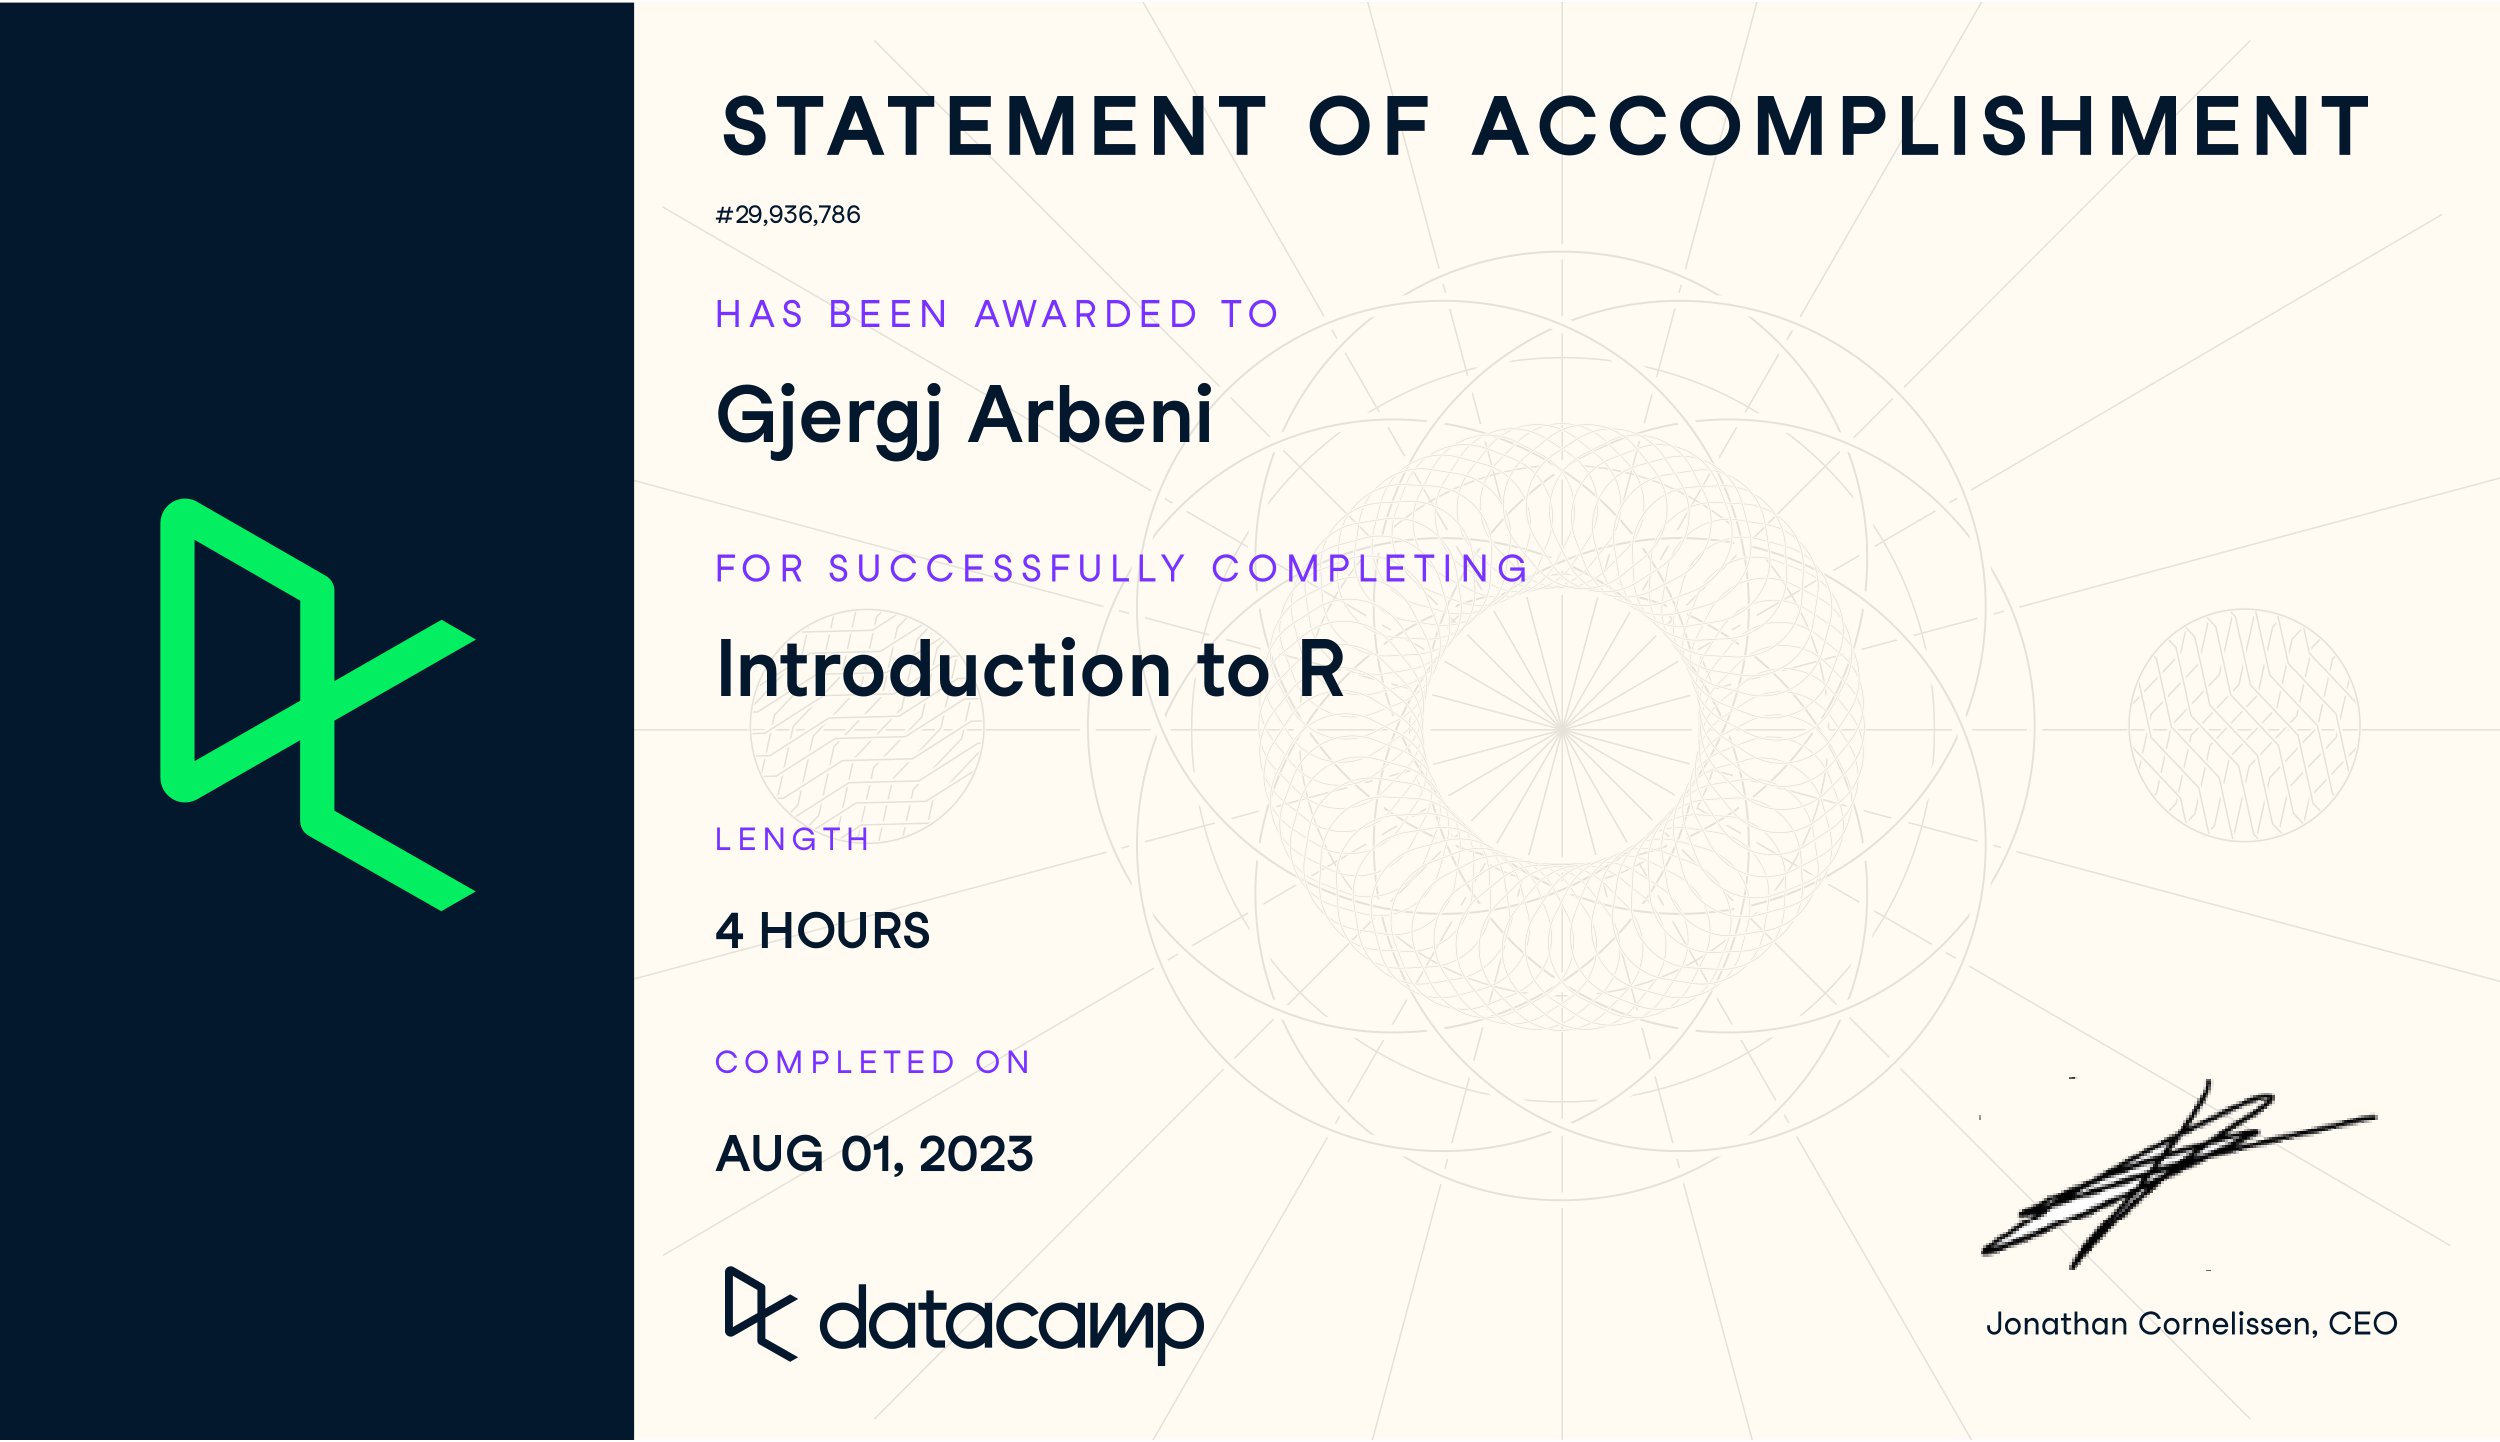 STATEMENT OF ACCOMPLISHMENT
#29,936,786
HAS BEEN AWARDED TO
Gjergj Arbeni
FOR SUCCESSFULLY COMPLETING
Introduction to R
LENGTH
4 HOURS
COMPLETED ON
AUG 01, 2023
datacamp
Jonathan Cornelissen, CEO